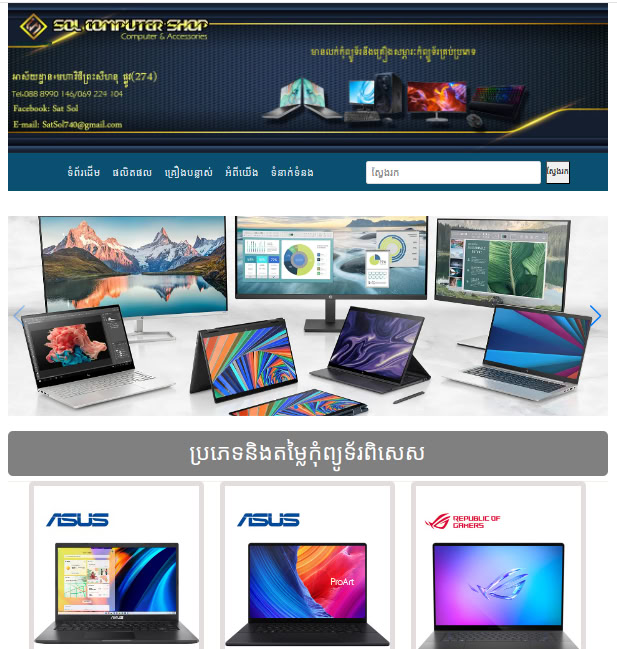 SOL COMPUTER SHOP
Computer & Accessories
មានលក់កុំព្យូទ័រនិងគ្រឿងសម្ភារៈកុំព្យូទ័រគ្រប់ប្រភេទ
អាស័យដ្ឋាន៖មហាវិថីព្រះសីហនុ ផ្លូវ(274)
Tel:088 8990 146/069 224 104
Facebook: Sat Sol
E-mail: SatSol740@gmail.com
ទំព័រដើម ផលិតផល គ្រឿងបន្លាស់ អំពីយើង ទំនាក់ទំនង ស្វែងរក ស្វែងរក
ប្រភេទនិងតម្លៃកុំព្យូទ័រពិសេស
ASUS ASUS REPUBLIC OF
GAMERS
ProArt
ASUS